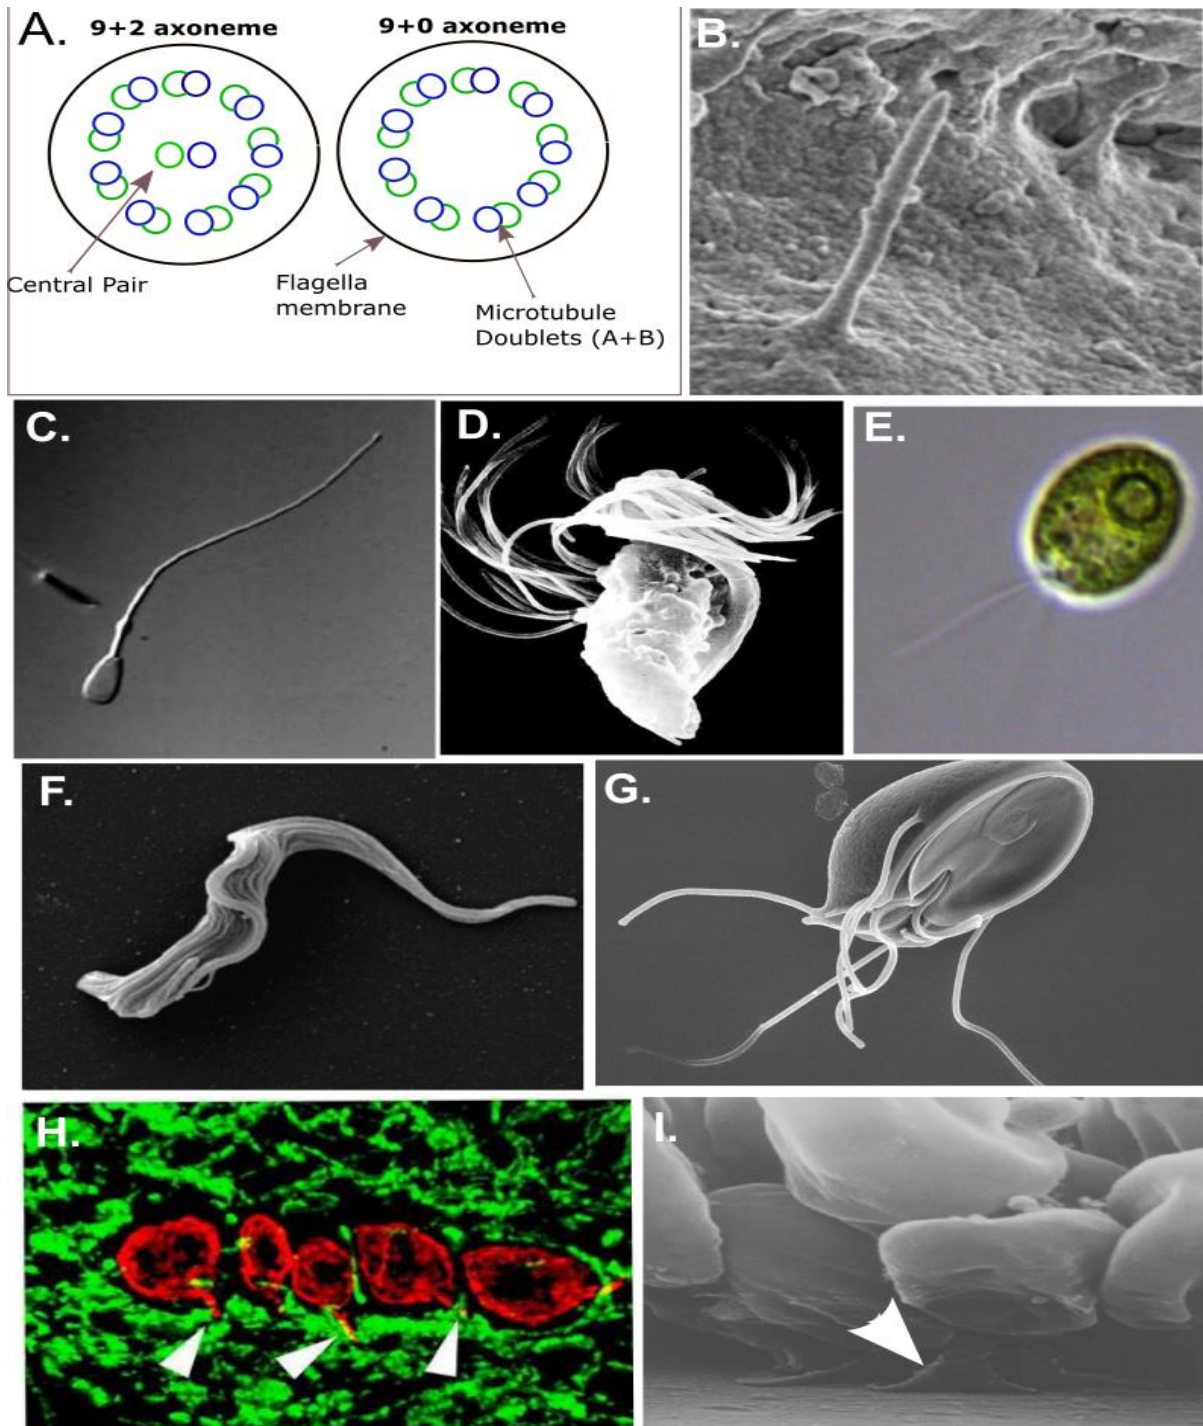 A.
9+2 axoneme
9+0 axoneme
Central Pair
Flagella
membrane
Microtubule
Doublets (A+B)
B.
C.
D.
E.
F.
G.
H.
I.